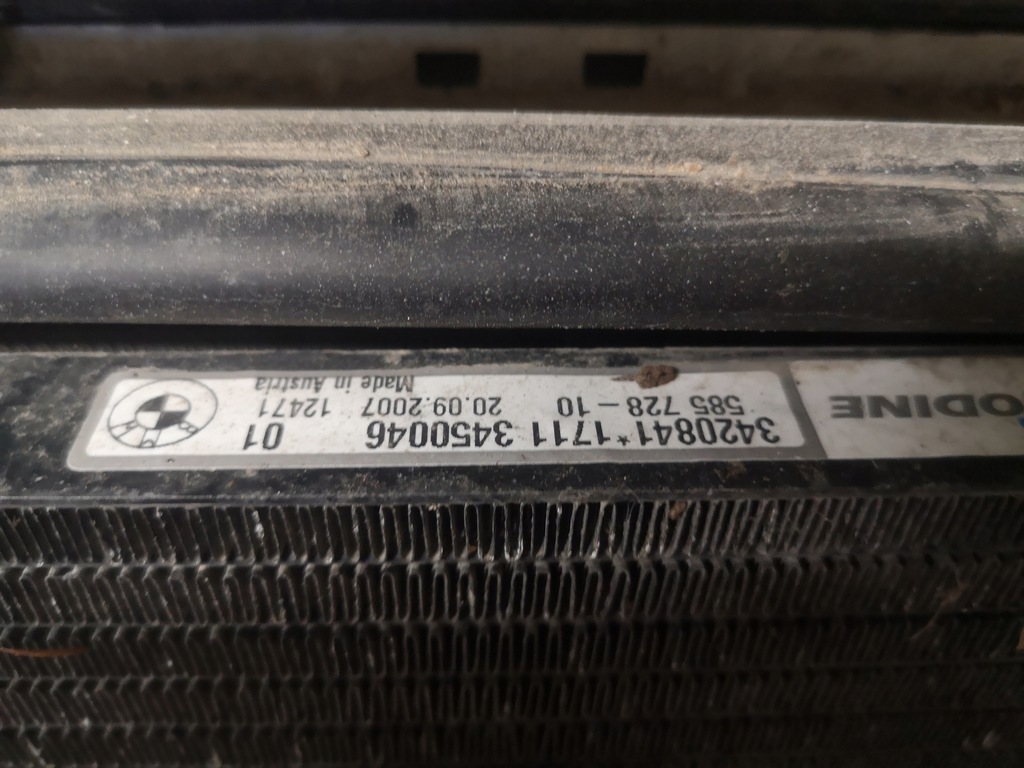 ODINE
3420841*1711 3450046 01
585 728 – 10 20.09.2007 12471
Made in Austria